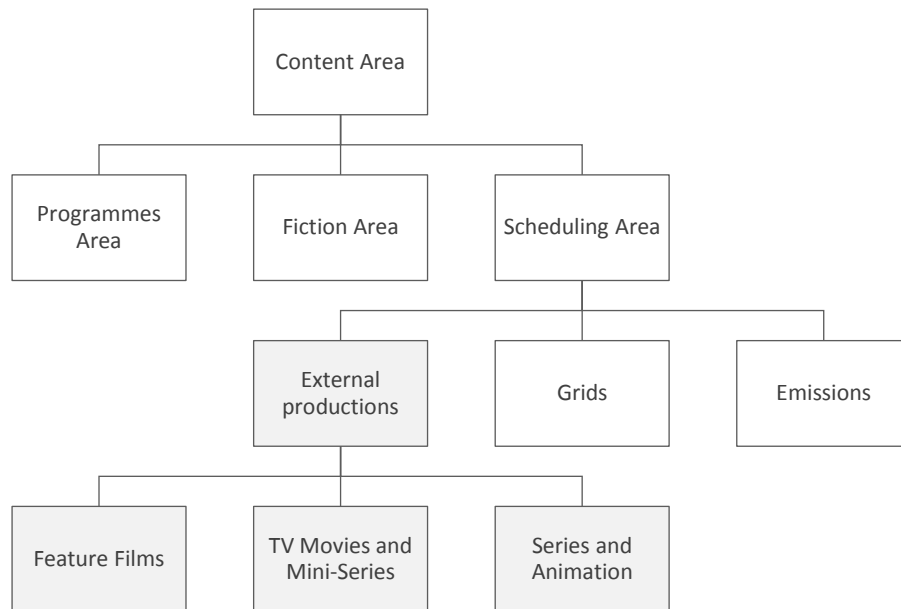 Content Area
Programmes
Area
Fiction Area
Scheduling Area
External
productions
Grids
Emissions
Feature Films
TV Movies and
Mini-Series
Series and
Animation